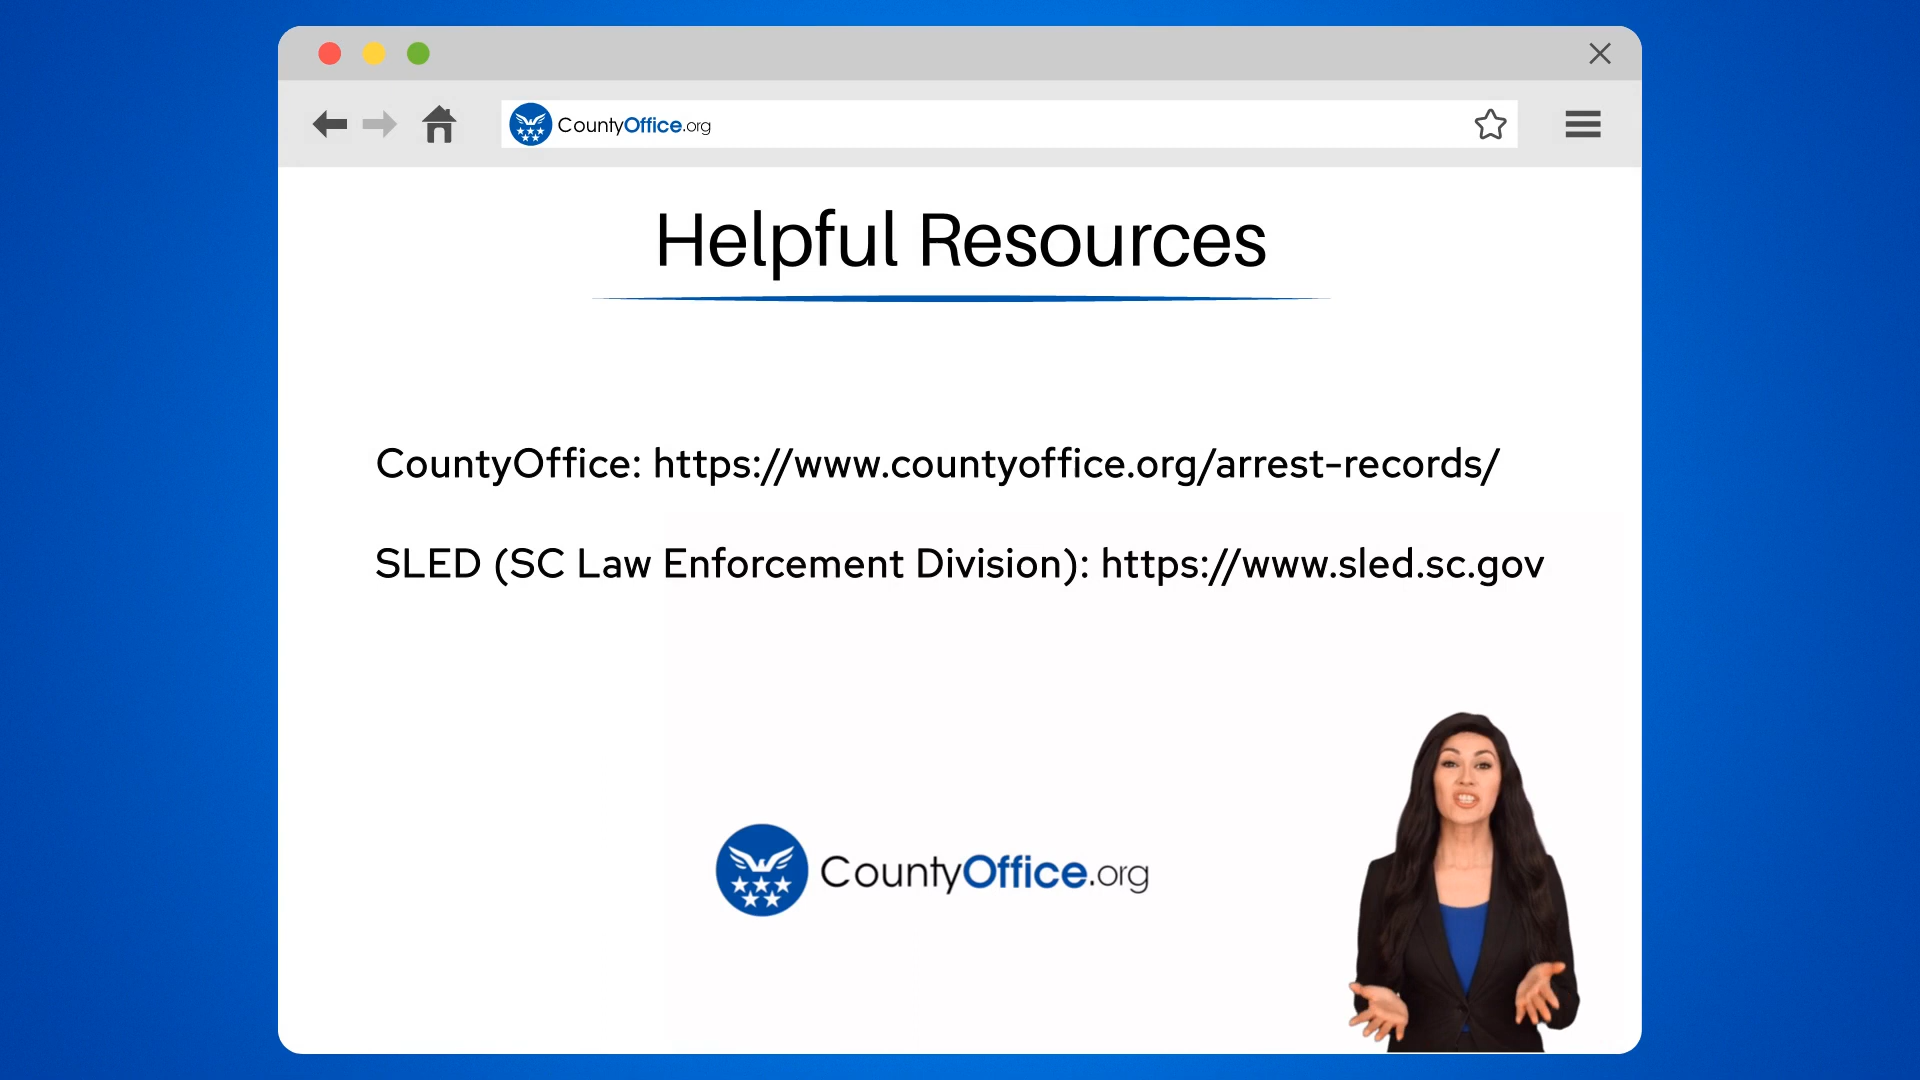 CountyOffice.org
Helpful Resources
CountyOffice: https://www.countyoffice.org/arrest-records/
SLED (SC Law Enforcement Division): https://www.sled.sc.gov
CountyOffice.org